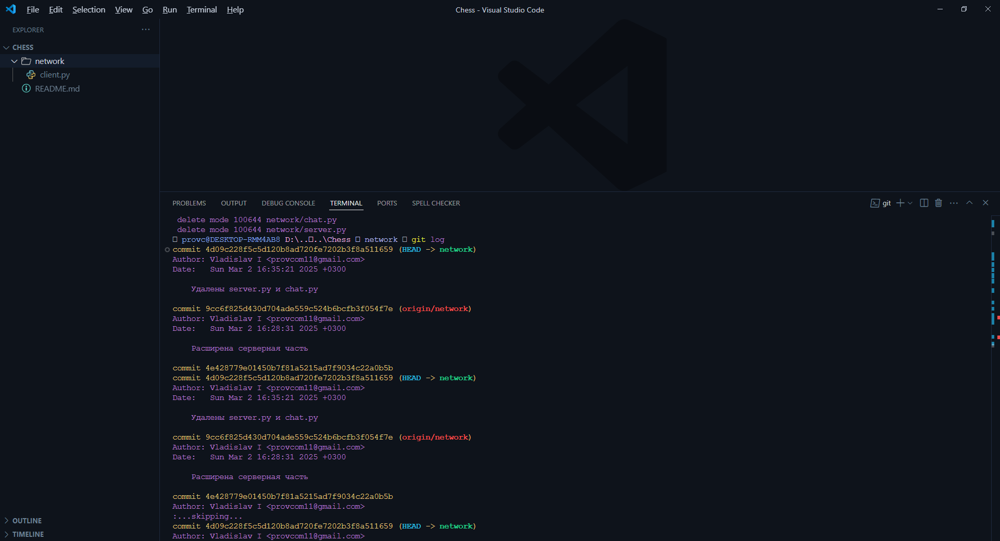 File Edit Selection View Go Run Terminal Help
Chess - Visual Studio Code
EXPLORER
CHESS
network
client.py
README.md
OUTLINE
TIMELINE
PROBLEMS OUTPUT DEBUG CONSOLE TERMINAL PORTS SPELL CHECKER
git
delete mode 100644 network/chat.py
delete mode 100644 network/server.py
provc@DESKTOP-RMM4AB8 D:\..\..\Chess network git log
commit 4d09c228f5c5d120b8ad720fe7202b3f8a511659 (HEAD -> network)
Author: Vladislav I <provcom11@gmail.com>
Date:   Sun Mar 2 16:35:21 2025 +0300
Удалены server.py и chat.py
commit 9cc6f825d430d704ade559c524b6bcfb3f054f7e (origin/network)
Author: Vladislav I <provcom11@gmail.com>
Date:   Sun Mar 2 16:28:31 2025 +0300
Расширена серверная часть
commit 4e428779e01450b7f81a5215ad7f9034c22a0b5b
commit 4d09c228f5c5d120b8ad720fe7202b3f8a511659 (HEAD -> network)
Author: Vladislav I <provcom11@gmail.com>
Date:   Sun Mar 2 16:35:21 2025 +0300
Удалены server.py и chat.py
commit 9cc6f825d430d704ade559c524b6bcfb3f054f7e (origin/network)
Author: Vladislav I <provcom11@gmail.com>
Date:   Sun Mar 2 16:28:31 2025 +0300
Расширена серверная часть
commit 4e428779e01450b7f81a5215ad7f9034c22a0b5b
Author: Vladislav I <provcom11@gmail.com>
:...skipping...
commit 4d09c228f5c5d120b8ad720fe7202b3f8a511659 (HEAD -> network)
Author: Vladislav I <provcom11@gmail.com>